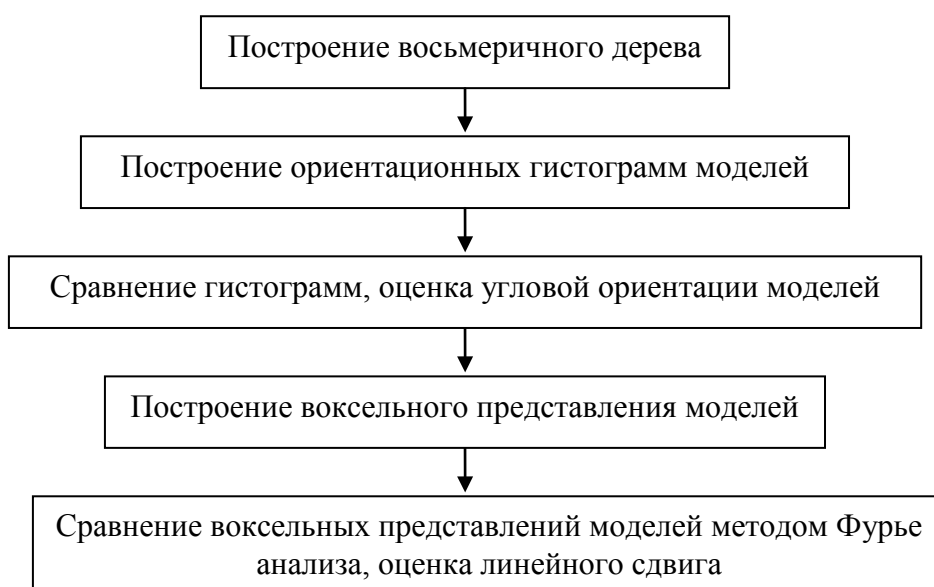 Построение восьмеричного дерева
Построение ориентационных гистограмм моделей
Сравнение гистограмм, оценка угловой ориентации моделей
Построение воксельного представления моделей
Сравнение воксельных представлений моделей методом Фурье
анализа, оценка линейного сдвига